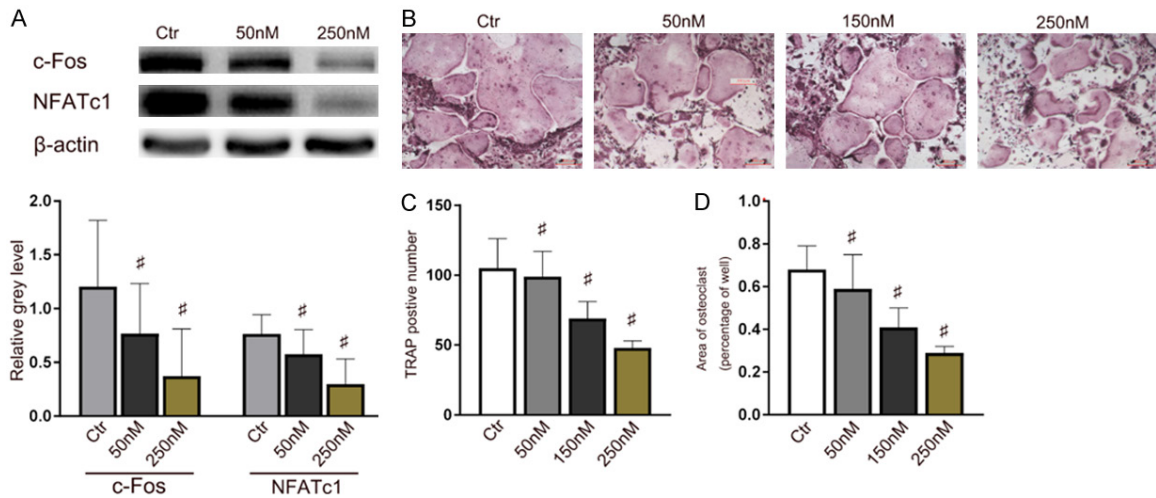 A
Ctr 50nM 250nM
c-Fos
NFATc1
β-actin
Relative grey level
2.0
1.5
1.0
0.5
0.0
♯ ♯ ♯ ♯
Ctr 50nM 250nM Ctr 50nM 250nM
c-Fos NFATc1
B
Ctr 50nM 150nM 250nM
C
TRAP postive number
150
100
50
0
♯ ♯ ♯
Ctr 50nM 150nM 250nM
D
Area of osteoclast
(percentage of well)
1.0
0.8
0.6
0.4
0.2
0.0
♯ ♯ ♯
Ctr 50nM 150nM 250nM